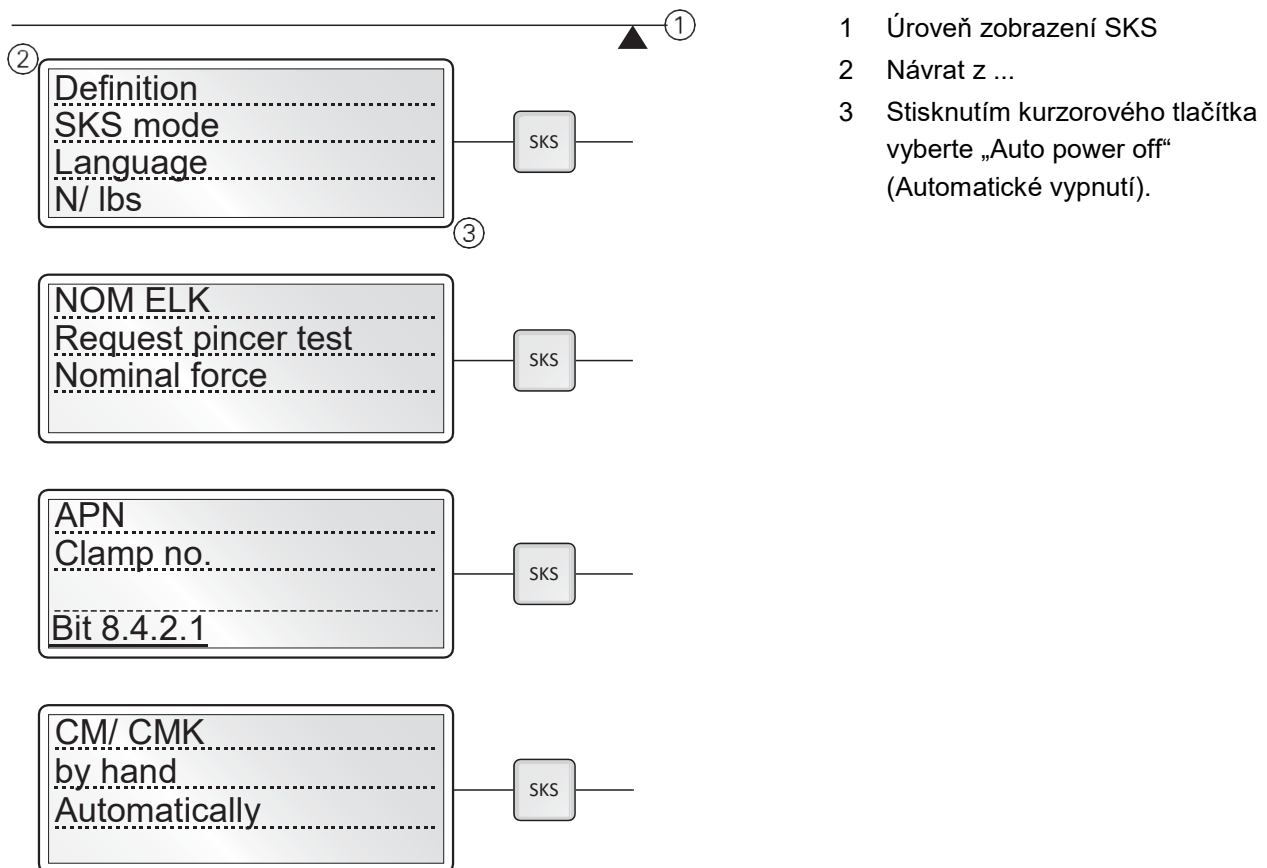 1
2
Definition
SKS mode
Language
N/ lbs
SKS
3
NOM ELK
Request pincer test
Nominal force
SKS
APN
Clamp no.
Bit 8.4.2.1
SKS
CM/ CMK
by hand
Automatically
SKS
1 Úroveň zobrazení SKS
2 Návrat z ...
3 Stisknutím kurzorového tlačítka
vyberte „Auto power off“
(Automatické vypnutí).